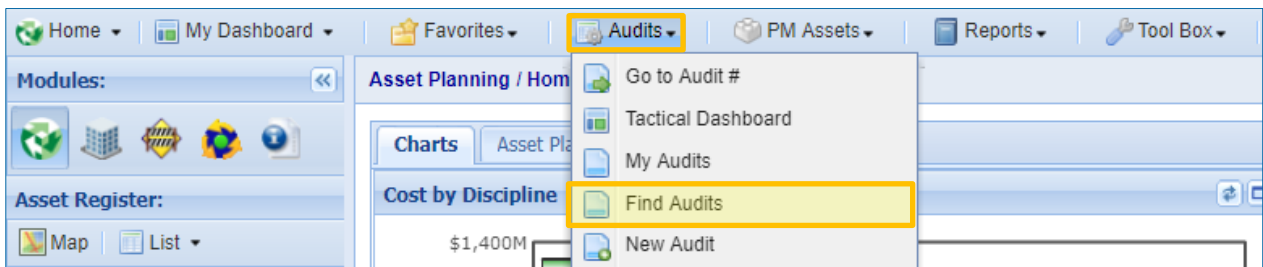 Home My Dashboard Favorites Audits PM Assets Reports Tool Box
Modules:
Asset Planning / Hom
Go to Audit #
Tactical Dashboard
Charts Asset Pla
My Audits
Asset Register:
Cost by Discipline
Find Audits
Map List
$1,400M
New Audit